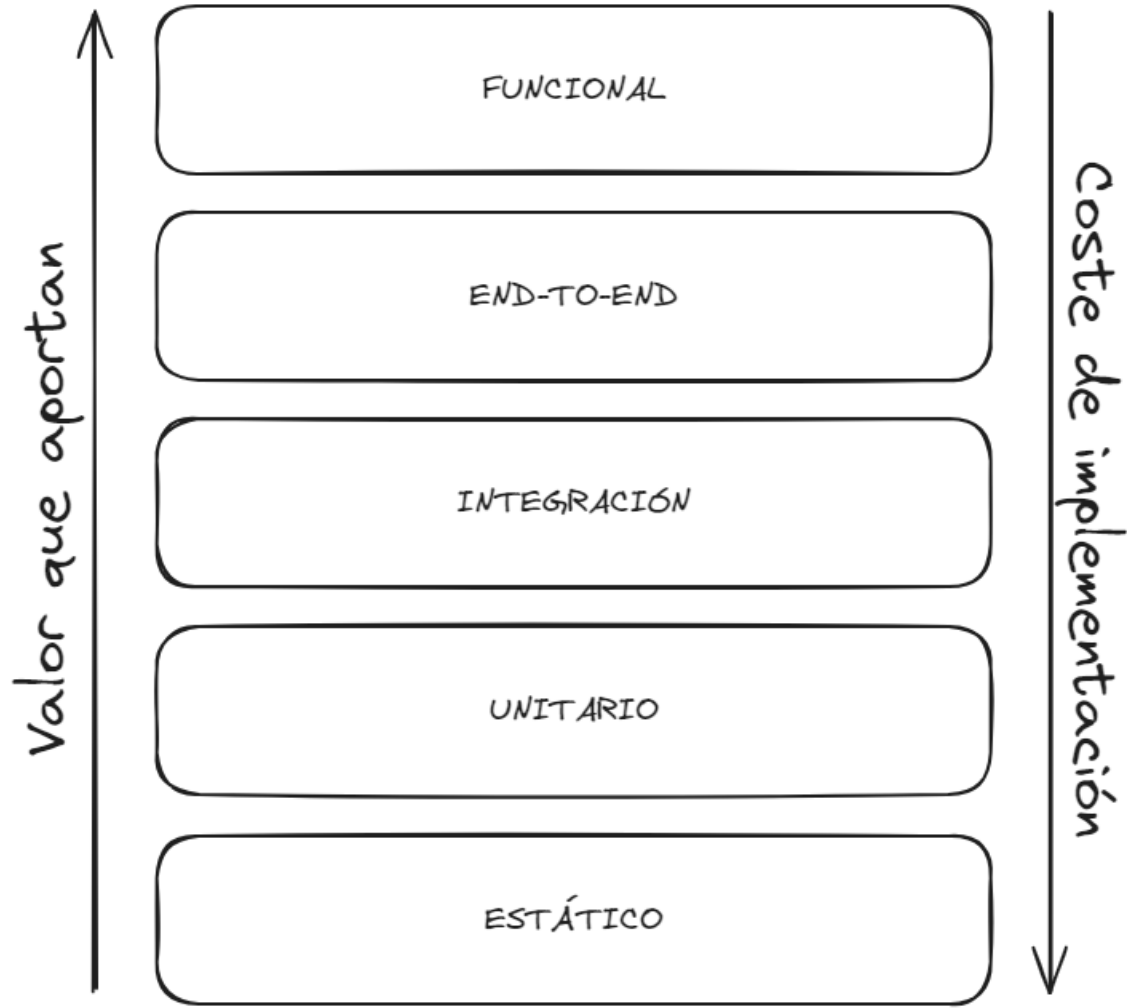 FUNCIONAL
END-TO-END
INTEGRACIÓN
UNITARIO
ESTÁTICO
Valor que aportan
Coste de implementación